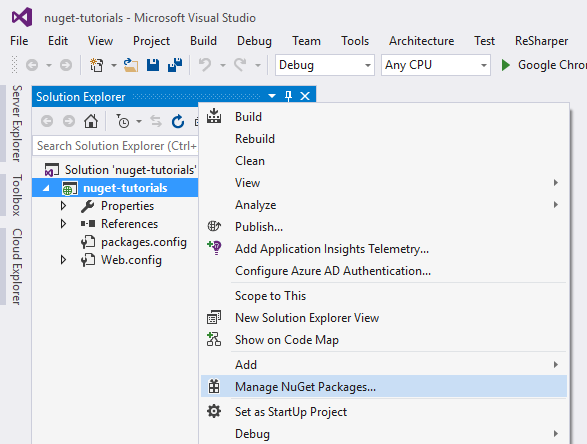 nuget-tutorials - Microsoft Visual Studio
File Edit View Project Build Debug Team Tools Architecture Test ReSharper
Debug Any CPU Google Chro
Server Explorer
Toolbox
Cloud Explorer
Solution Explorer
Search Solution Explorer (Ctrl+
Solution 'nuget-tutorials'
nuget-tutorials
Properties
References
packages.config
Web.config
Build
Rebuild
Clean
View
Analyze
Publish...
Add Application Insights Telemetry...
Configure Azure AD Authentication...
Scope to This
New Solution Explorer View
Show on Code Map
Add
Manage NuGet Packages...
Set as StartUp Project
Debug